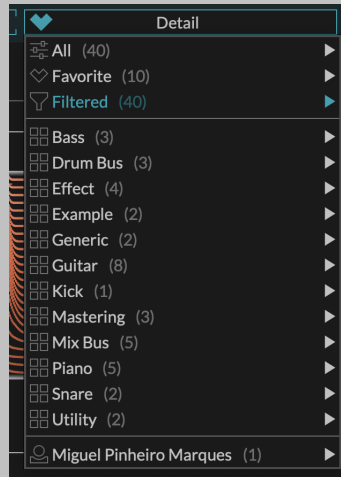 Detail
All (40)
Favorite (10)
Filtered (40)
Bass (3)
Drum Bus (3)
Effect (4)
Example (2)
Generic (2)
Guitar (8)
Kick (1)
Mastering (3)
Mix Bus (5)
Piano (5)
Snare (2)
Utility (2)
Miguel Pinheiro Marques (1)